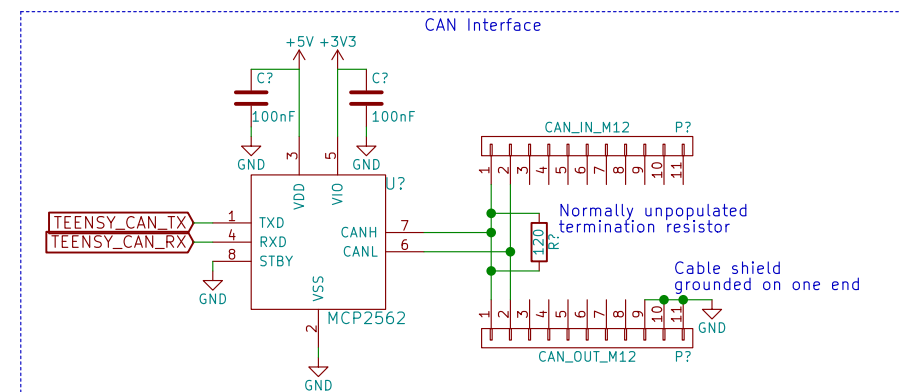 CAN Interface
+5V +3V3
C? C?
100nF 100nF
GND GND
3 5
U?
VDD VIO
TEENSY_CAN_TX 1 TXD
TEENSY_CAN_RX 4 RXD
8 STBY
CANH 7
CANL 6
GND
VSS
MCP2562
2
GND
CAN_IN_M12 P?
1 2 3 4 5 6 7 8 9 10 11
Normally unpopulated
termination resistor
120
R?
Cable shield
grounded on one end
1 2 3 4 5 6 7 8 9 10 11
GND
CAN_OUT_M12 P?